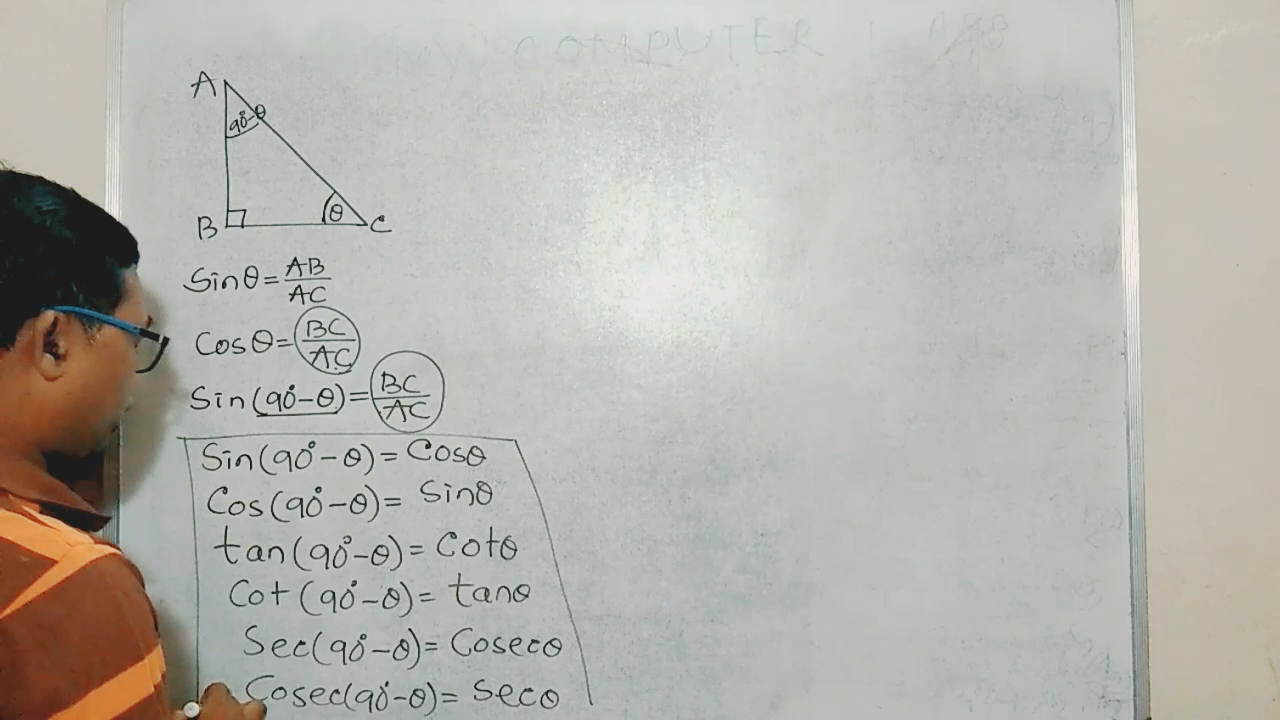 MY COMPUTER
A
90°-θ
B
θ
C
Sinθ = AB/AC
Cosθ = BC/AC
Sin(90°-θ) = BC/AC
Sin(90°-θ) = Cosθ
Cos(90°-θ) = Sinθ
tan(90°-θ) = Cotθ
Cot(90°-θ) = tanθ
Sec(90°-θ) = Cosecθ
Cosec(90°-θ) = Secθ